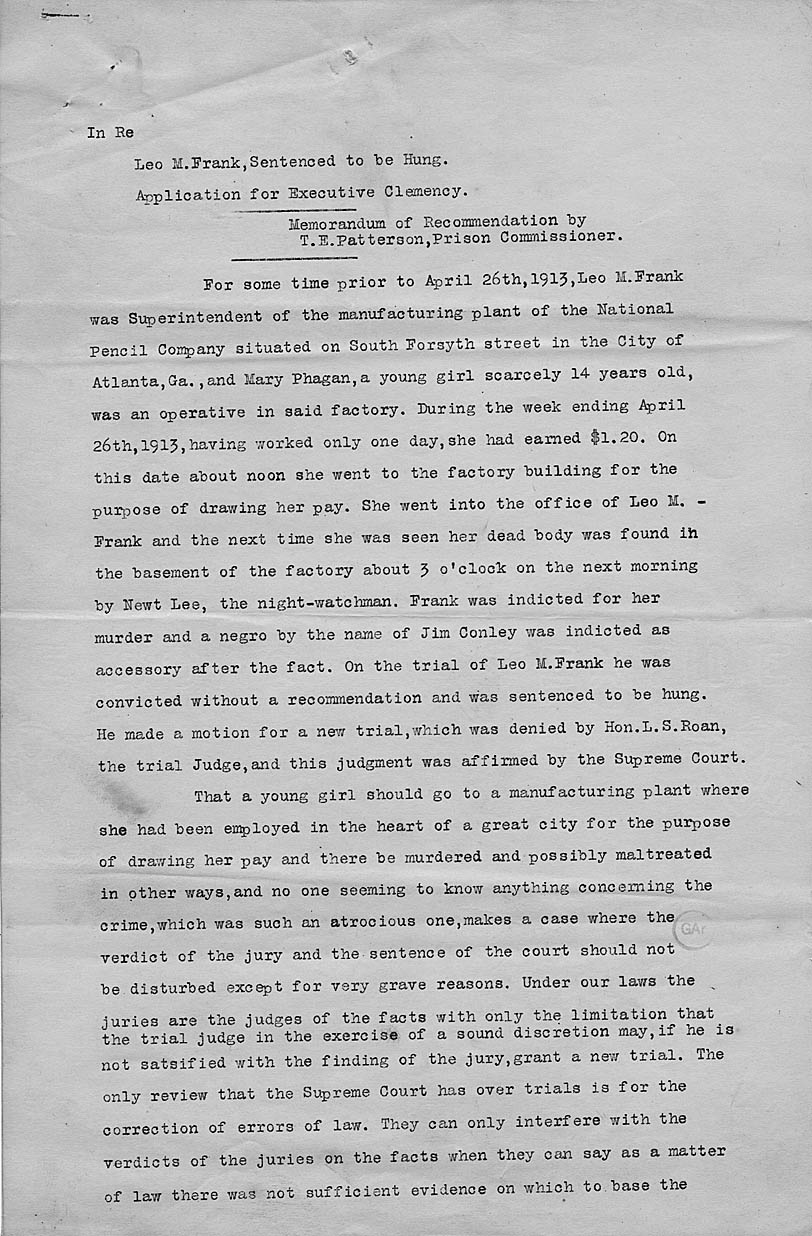 In Re
Leo M.Frank,Sentenced to be Hung.
Application for Executive Clemency.
Memorandum of Recommendation by
T.E.Patterson,Prison Commissioner.
For some time prior to April 26th,1913,Leo M.Frank
was Superintendent of the manufacturing plant of the National
Pencil Company situated on South Forsyth street in the City of
Atlanta,Ga.,and Mary Phagan,a young girl scarcely 14 years old,
was an operative in said factory. During the week ending April
26th,1913,having worked only one day,she had earned $1.20. On
this date about noon she went to the factory building for the
purpose of drawing her pay. She went into the office of Leo M. -
Frank and the next time she was seen her dead body was found in
the basement of the factory about 3 o'clock on the next morning
by Newt Lee, the night-watchman. Frank was indicted for her
murder and a negro by the name of Jim Conley was indicted as
accessory after the fact. On the trial of Leo M.Frank he was
convicted without a recommendation and was sentenced to be hung.
He made a motion for a new trial,which was denied by Hon.L.S.Roan,
the trial Judge,and this judgment was affirmed by the Supreme Court.
That a young girl should go to a manufacturing plant where
she had been employed in the heart of a great city for the purpose
of drawing her pay and there be murdered and possibly maltreated
in other ways,and no one seeming to know anything concerning the
crime,which was such an atrocious one,makes a case where the
GAr
verdict of the jury and the sentence of the court should not
be disturbed except for very grave reasons. Under our laws the
juries are the judges of the facts with only the limitation that
the trial judge in the exercise of a sound discretion may,if he is
not satsified with the finding of the jury,grant a new trial. The
only review that the Supreme Court has over trials is for the
correction of errors of law. They can only interfere with the
verdicts of the juries on the facts when they can say as a matter
of law there was not sufficient evidence on which to base the